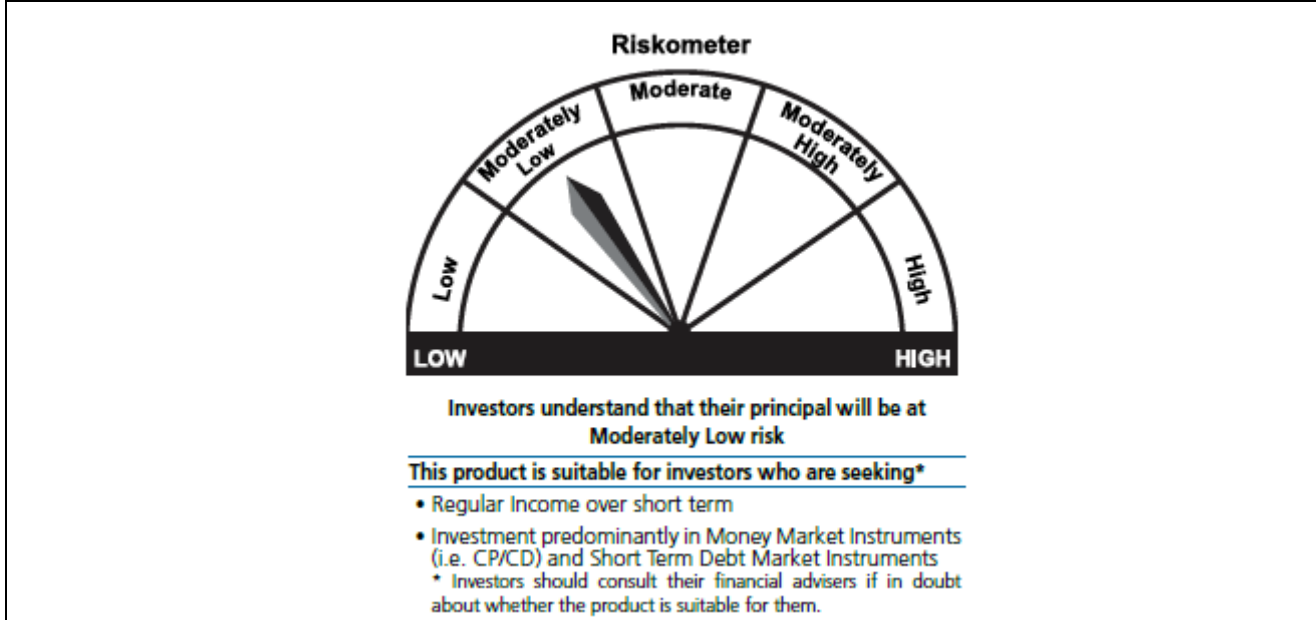 Riskometer
Low
Moderately
Low
Moderate
Moderately
High
High
LOW
HIGH
Investors understand that their principal will be at
Moderately Low risk
This product is suitable for investors who are seeking*
• Regular Income over short term
• Investment predominantly in Money Market Instruments
(i.e. CP/CD) and Short Term Debt Market Instruments
* Investors should consult their financial advisers if in doubt
about whether the product is suitable for them.